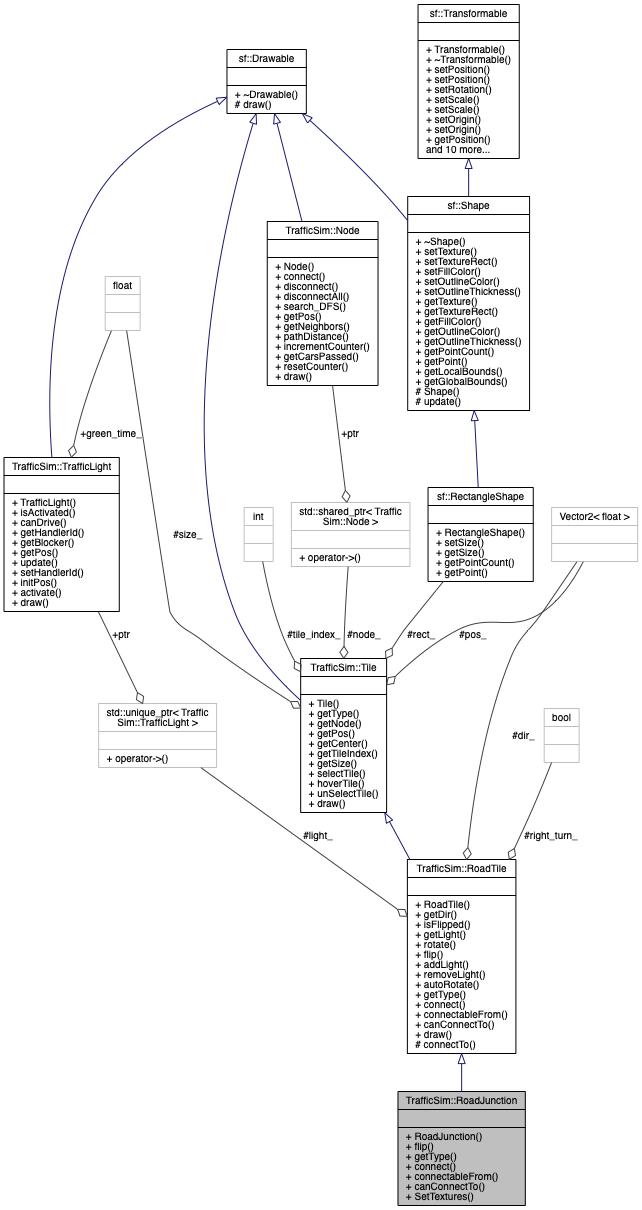 sf::Transformable
+ Transformable()
+ ~Transformable()
+ setPosition()
+ setPosition()
+ setRotation()
+ setScale()
+ setScale()
+ setOrigin()
+ setOrigin()
+ getPosition()
and 10 more...
sf::Drawable
+ ~Drawable()
# draw()
sf::Shape
+ ~Shape()
+ setTexture()
+ setTextureRect()
+ setFillColor()
+ setOutlineColor()
+ setOutlineThickness()
+ getTexture()
+ getTextureRect()
+ getFillColor()
+ getOutlineColor()
+ getOutlineThickness()
+ getPointCount()
+ getPoint()
+ getLocalBounds()
+ getGlobalBounds()
# Shape()
# update()
TrafficSim::Node
+ Node()
+ connect()
+ disconnect()
+ disconnectAll()
+ search_DFS()
+ getPos()
+ getNeighbors()
+ pathDistance()
+ incrementCounter()
+ getCarsPassed()
+ resetCounter()
+ draw()
float
+green_time_
+ptr
TrafficSim::TrafficLight
+ TrafficLight()
+ isActivated()
+ canDrive()
+ getHandlerId()
+ getBlocker()
+ getPos()
+ update()
+ setHandlerId()
+ initPos()
+ activate()
+ draw()
#size_
int
std::shared_ptr< Traffic
Sim::Node >
+ operator->()
sf::RectangleShape
+ RectangleShape()
+ setSize()
+ getSize()
+ getPointCount()
+ getPoint()
Vector2< float >
+ptr
#tile_index_
#node_
#rect_
#pos_
TrafficSim::Tile
+ Tile()
+ getType()
+ getNode()
+ getPos()
+ getCenter()
+ getTileIndex()
+ getSize()
+ selectTile()
+ hoverTile()
+ unSelectTile()
+ draw()
std::unique_ptr< Traffic
Sim::TrafficLight >
+ operator->()
bool
#dir_
#light_
#right_turn_
TrafficSim::RoadTile
+ RoadTile()
+ getDir()
+ isFlipped()
+ getLight()
+ rotate()
+ flip()
+ addLight()
+ removeLight()
+ autoRotate()
+ getType()
+ connect()
+ connectableFrom()
+ canConnectTo()
+ draw()
# connectTo()
TrafficSim::RoadJunction
+ RoadJunction()
+ flip()
+ getType()
+ connect()
+ connectableFrom()
+ canConnectTo()
+ SetTextures()